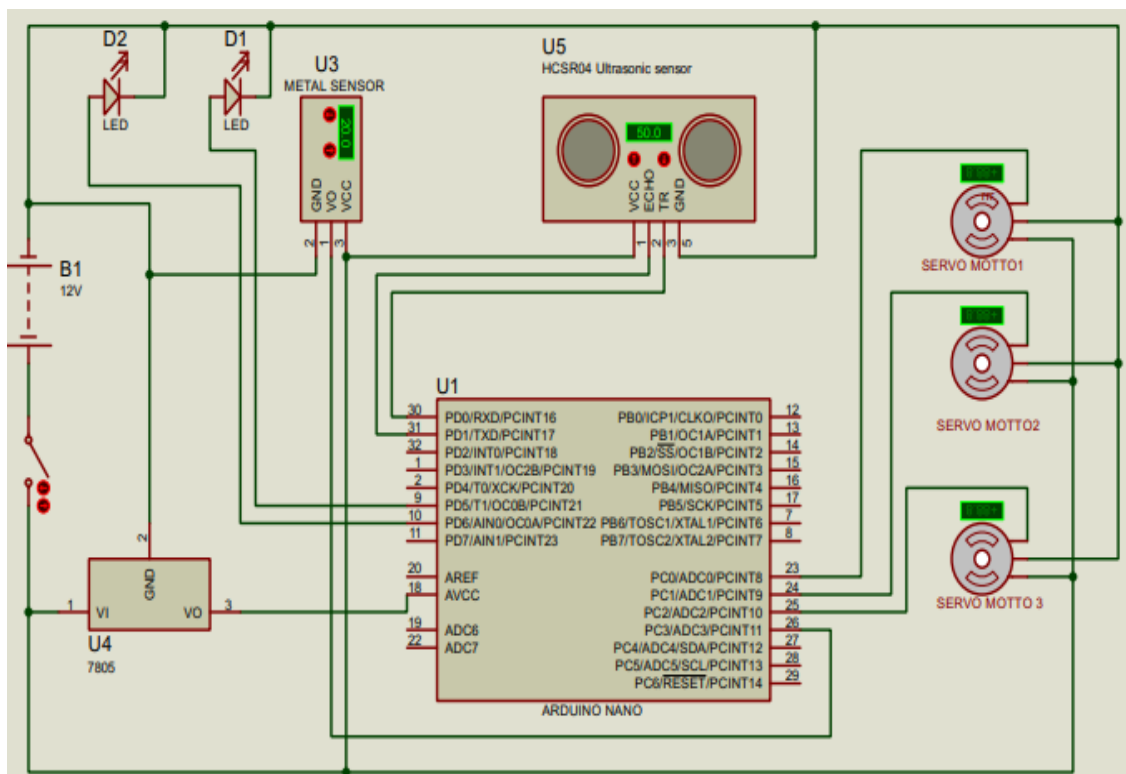 D2
D1
LED
LED
U3
METAL SENSOR
20.0
GND
VO
VCC
2
1
3
U5
HCSR04 Ultrasonic sensor
50.0
VCC
ECHO
TR
GND
1
2
3
5
B1
12V
SERVO MOTTO1
SERVO MOTTO2
SERVO MOTTO 3
U1
30 PD0/RXD/PCINT16
31 PD1/TXD/PCINT17
32 PD2/INT0/PCINT18
1 PD3/INT1/OC2B/PCINT19
2 PD4/T0/XCK/PCINT20
9 PD5/T1/OC0B/PCINT21
10 PD6/AIN0/OC0A/PCINT22
11 PD7/AIN1/PCINT23
20 AREF
18 AVCC
19 ADC6
22 ADC7
PB0/ICP1/CLKO/PCINT0 12
PB1/OC1A/PCINT1 13
PB2/SS/OC1B/PCINT2 14
PB3/MOSI/OC2A/PCINT3 15
PB4/MISO/PCINT4 16
PB5/SCK/PCINT5 17
PB6/TOSC1/XTAL1/PCINT6 7
PB7/TOSC2/XTAL2/PCINT7 8
PC0/ADC0/PCINT8 23
PC1/ADC1/PCINT9 24
PC2/ADC2/PCINT10 25
PC3/ADC3/PCINT11 26
PC4/ADC4/SDA/PCINT12 27
PC5/ADC5/SCL/PCINT13 28
PC6/RESET/PCINT14 29
ARDUINO NANO
2
GND
1 VI
VO 3
U4
7805